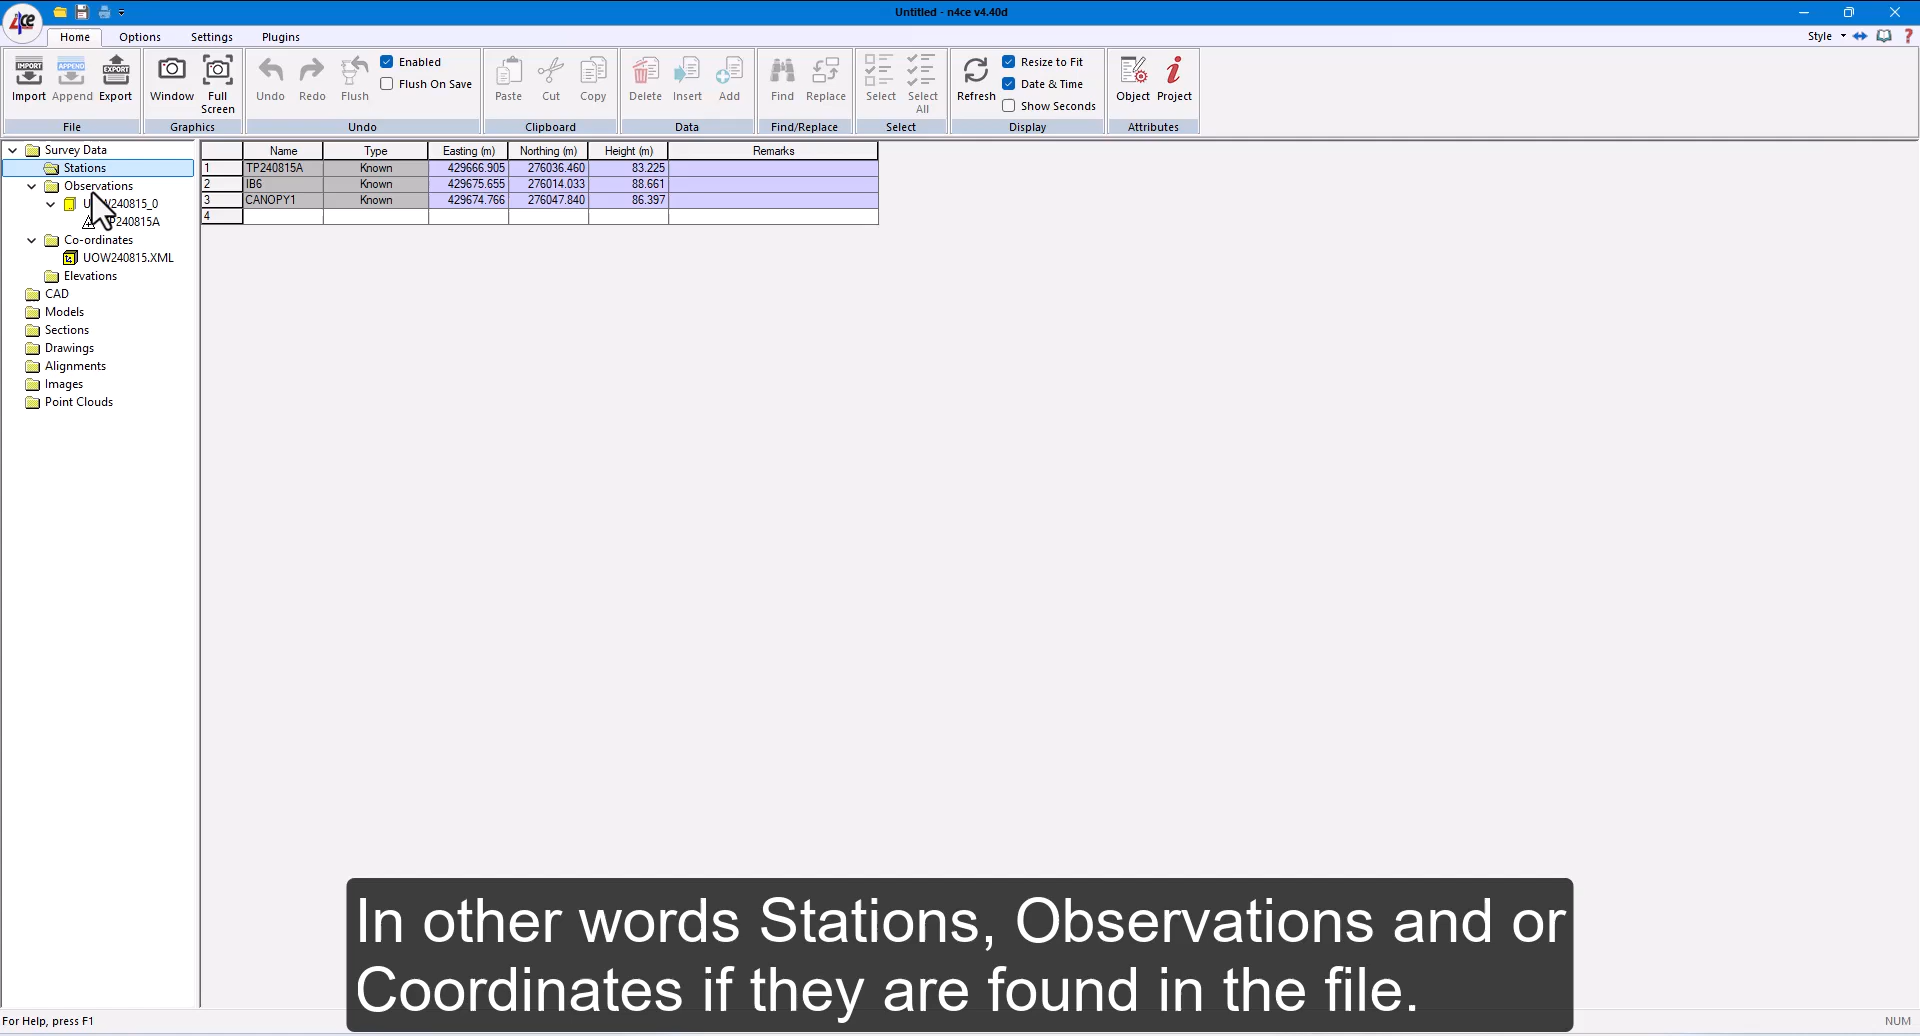 Untitled - n4ce v4.40d
n4ce
Home Options Settings Plugins Style
Import Append Export Window Full Screen Undo Redo Flush Enabled Flush On Save Paste Cut Copy Delete Insert Add Find Replace Select Select All Refresh Resize to Fit Date & Time Show Seconds Object Project
File Graphics Undo Clipboard Data Find/Replace Select Display Attributes
Survey Data
Stations
Observations
240815_0
240815A
Co-ordinates
UOW240815.XML
Elevations
CAD
Models
Sections
Drawings
Alignments
Images
Point Clouds
Name Type Easting (m) Northing (m) Height (m) Remarks
1 TP240815A Known 429666.905 276036.460 83.225
2 IB6 Known 429675.655 276014.033 88.661
3 CANOPY1 Known 429674.766 276047.840 86.397
4
In other words Stations, Observations and or
Coordinates if they are found in the file.
For Help, press F1 NUM